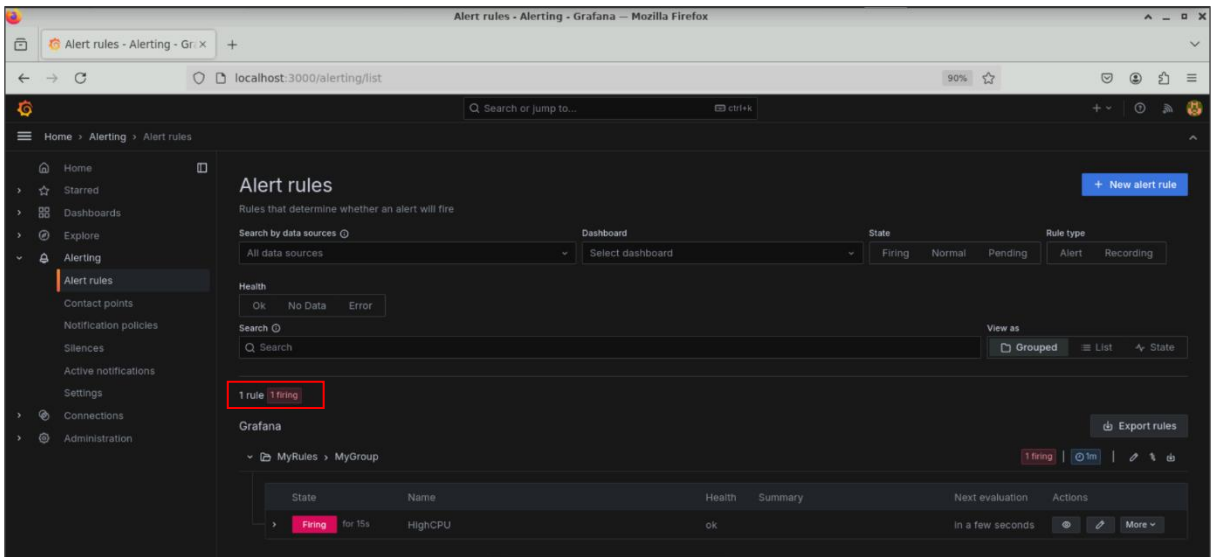 Alert rules - Alerting - Grafana — Mozilla Firefox
Alert rules - Alerting - Gr
localhost:3000/alerting/list
90%
Search or jump to...
ctrl+k
Home › Alerting › Alert rules
Home
Starred
Dashboards
Explore
Alerting
Alert rules
Contact points
Notification policies
Silences
Active notifications
Settings
Connections
Administration
Alert rules
+ New alert rule
Rules that determine whether an alert will fire
Search by data sources
Dashboard
State
Rule type
All data sources
Select dashboard
Firing Normal Pending
Alert Recording
Health
Ok No Data Error
Search
View as
Search
Grouped List State
1 rule 1 firing
Grafana
Export rules
MyRules › MyGroup
1 firing | 1m |
State Name Health Summary Next evaluation Actions
Firing for 15s HighCPU ok in a few seconds More